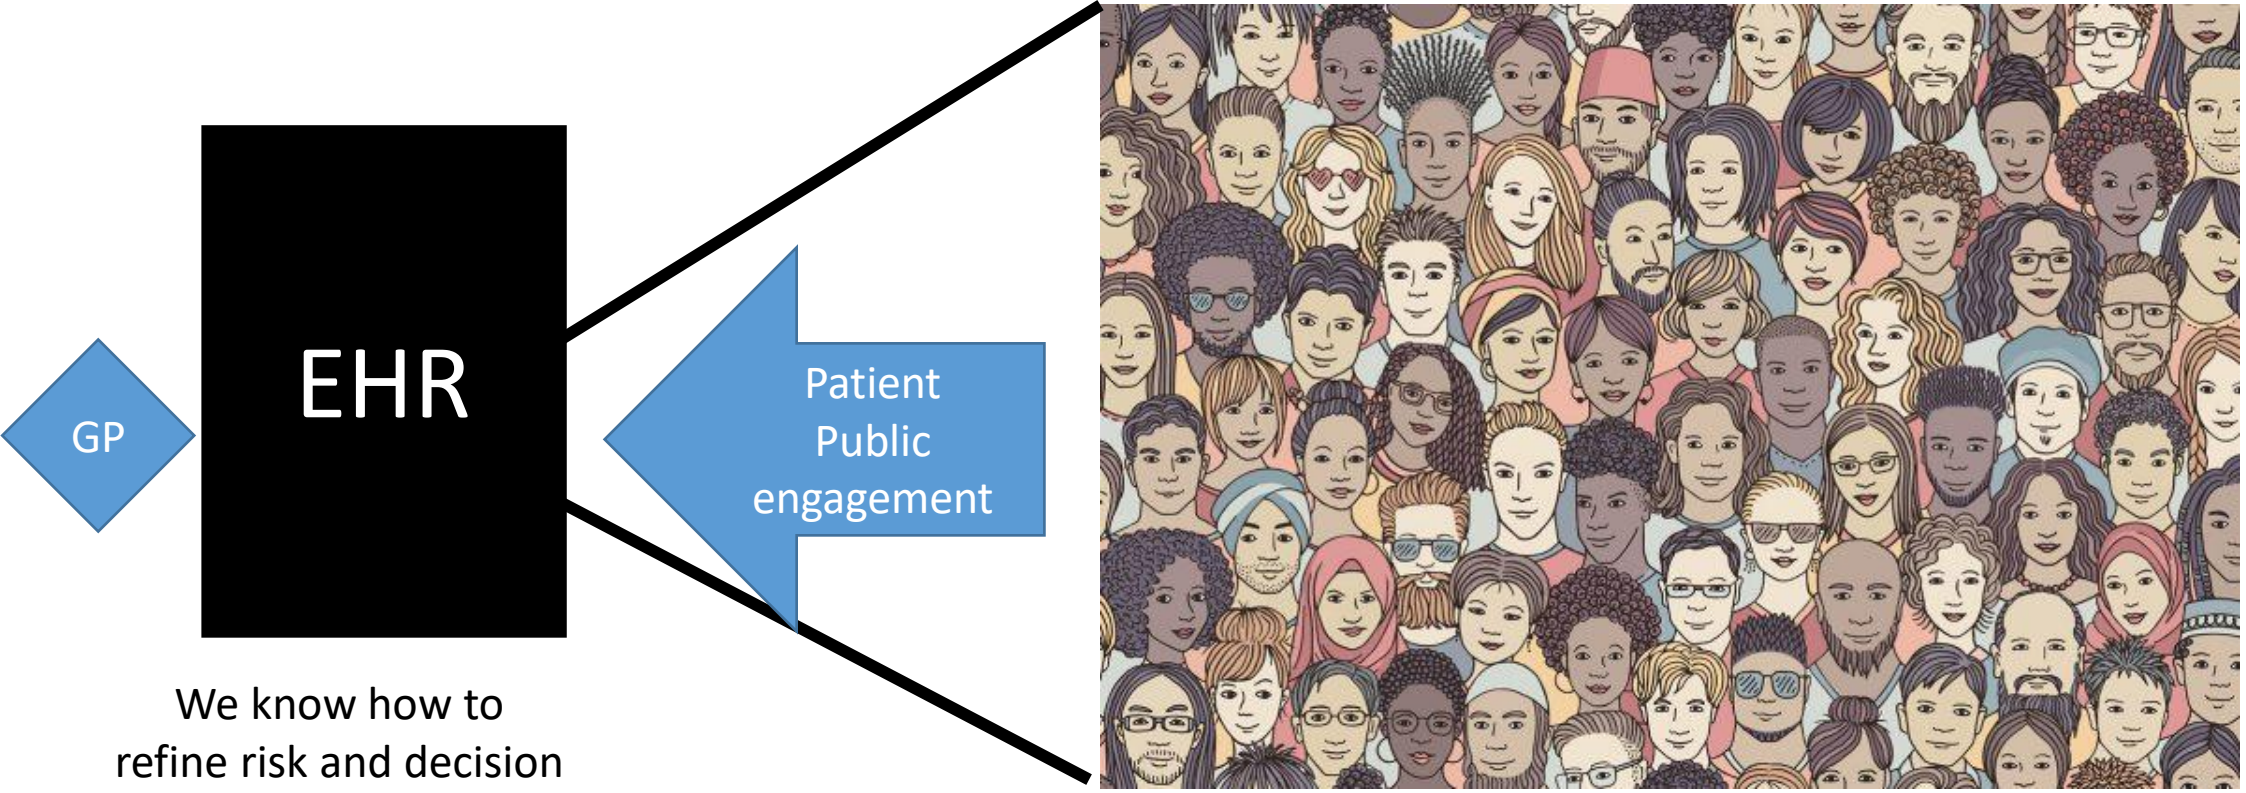 GP
EHR
Patient
Public
engagement
We know how to
refine risk and decision